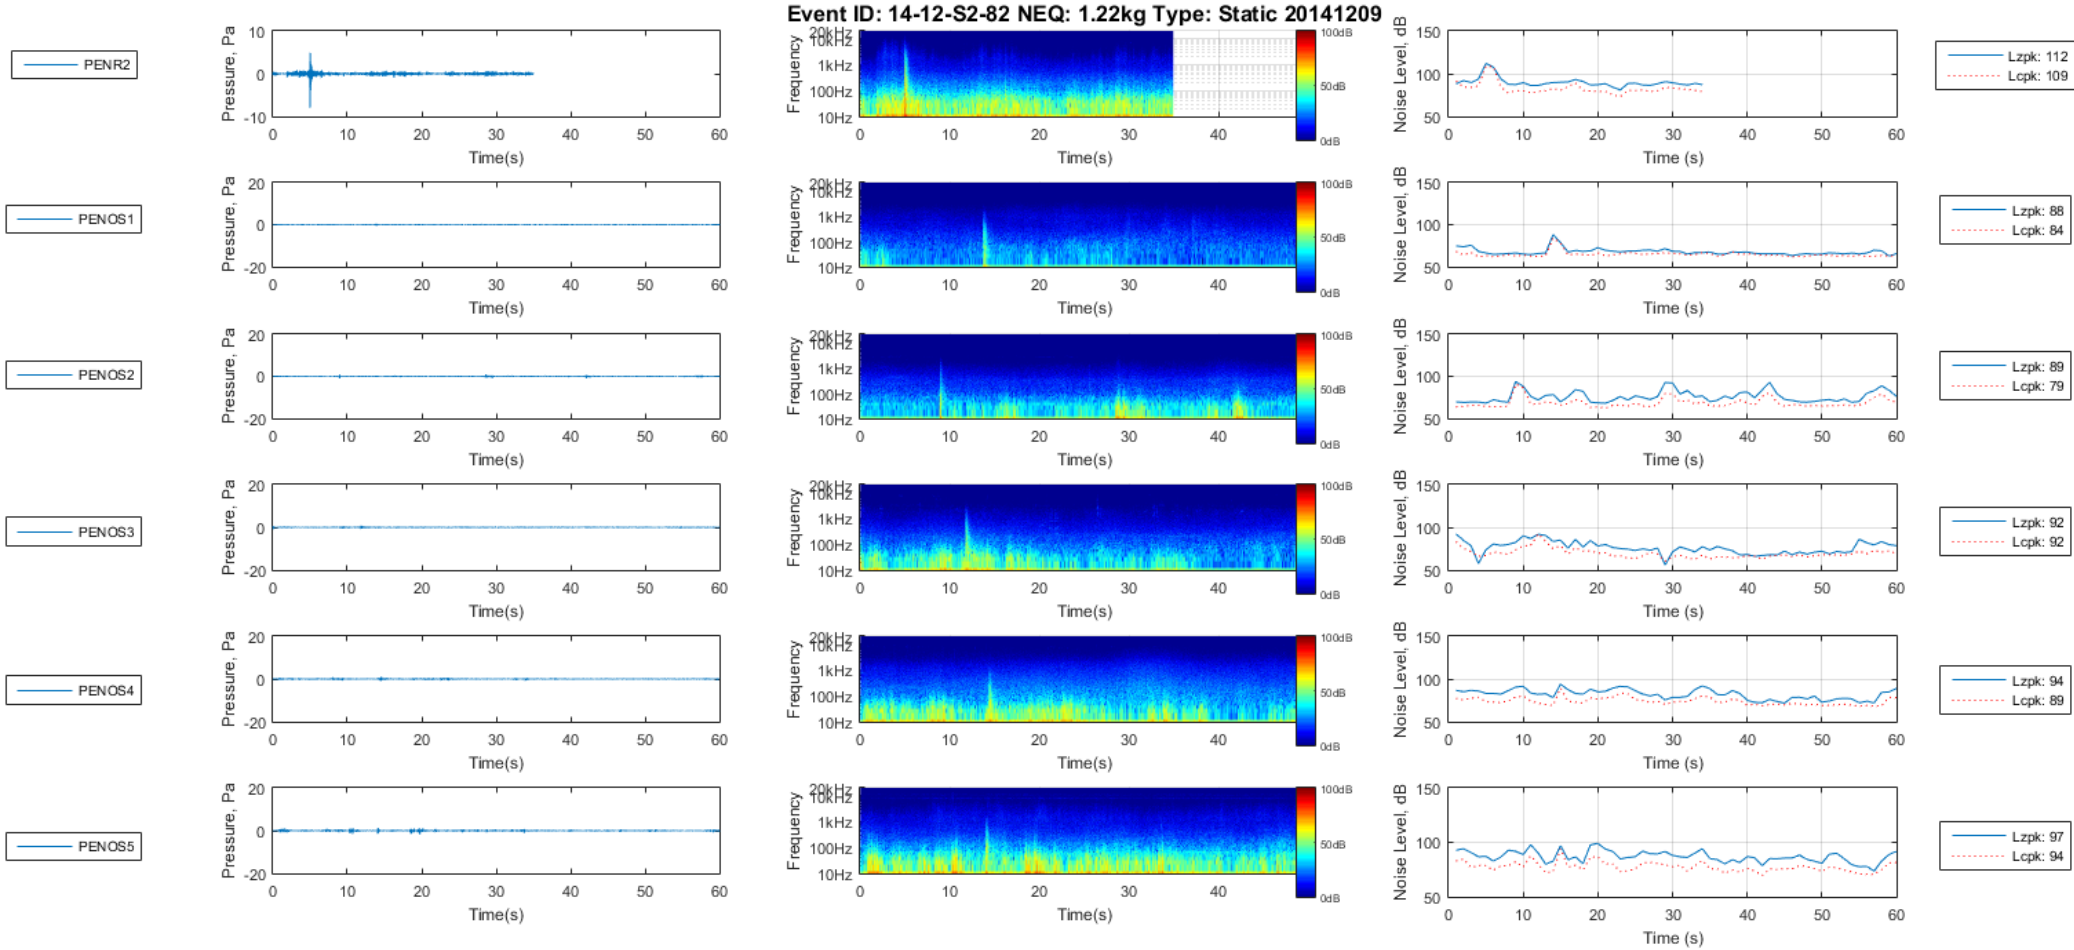 Event ID: 14-12-S2-82 NEQ: 1.22kg Type: Static 20141209
PENR2
Pressure, Pa
10
0
-10
0 10 20 30 40 50 60
Time(s)
Frequency
20kHz
10kHz
1kHz
100Hz
10Hz
0 10 20 30 40
Time(s)
100dB
50dB
0dB
Noise Level, dB
150
100
50
0 10 20 30 40 50 60
Time (s)
Lzpk: 112
Lcpk: 109
PENOS1
Pressure, Pa
20
0
-20
0 10 20 30 40 50 60
Time(s)
Frequency
20kHz
10kHz
1kHz
100Hz
10Hz
0 10 20 30 40
Time(s)
100dB
50dB
0dB
Noise Level, dB
150
100
50
0 10 20 30 40 50 60
Time (s)
Lzpk: 88
Lcpk: 84
PENOS2
Pressure, Pa
20
0
-20
0 10 20 30 40 50 60
Time(s)
Frequency
20kHz
10kHz
1kHz
100Hz
10Hz
0 10 20 30 40
Time(s)
100dB
50dB
0dB
Noise Level, dB
150
100
50
0 10 20 30 40 50 60
Time (s)
Lzpk: 89
Lcpk: 79
PENOS3
Pressure, Pa
20
0
-20
0 10 20 30 40 50 60
Time(s)
Frequency
20kHz
10kHz
1kHz
100Hz
10Hz
0 10 20 30 40
Time(s)
100dB
50dB
0dB
Noise Level, dB
150
100
50
0 10 20 30 40 50 60
Time (s)
Lzpk: 92
Lcpk: 92
PENOS4
Pressure, Pa
20
0
-20
0 10 20 30 40 50 60
Time(s)
Frequency
20kHz
10kHz
1kHz
100Hz
10Hz
0 10 20 30 40
Time(s)
100dB
50dB
0dB
Noise Level, dB
150
100
50
0 10 20 30 40 50 60
Time (s)
Lzpk: 94
Lcpk: 89
PENOS5
Pressure, Pa
20
0
-20
0 10 20 30 40 50 60
Time(s)
Frequency
20kHz
10kHz
1kHz
100Hz
10Hz
0 10 20 30 40
Time(s)
100dB
50dB
0dB
Noise Level, dB
150
100
50
0 10 20 30 40 50 60
Time (s)
Lzpk: 97
Lcpk: 94